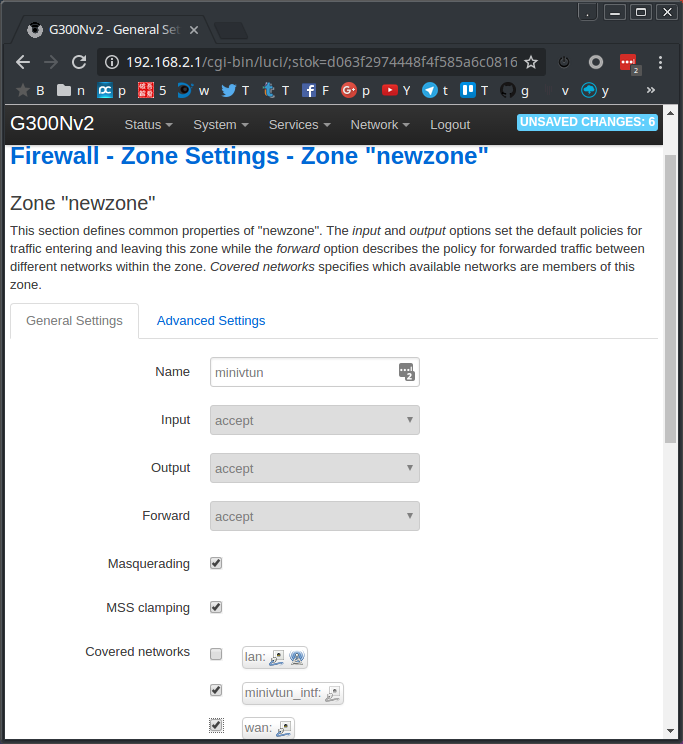 G300Nv2 - General Set
192.168.2.1/cgi-bin/luci/;stok=d063f2974448f4f585a6c0816
2
B n p 5 w T T F p Y t T g v y »
G300Nv2 Status System Services Network Logout UNSAVED CHANGES: 6
Firewall - Zone Settings - Zone "newzone"
Zone "newzone"
This section defines common properties of "newzone". The input and output options set the default policies for
traffic entering and leaving this zone while the forward option describes the policy for forwarded traffic between
different networks within the zone. Covered networks specifies which available networks are members of this
zone.
General Settings Advanced Settings
Name minivtun 2
Input accept
Output accept
Forward accept
Masquerading
MSS clamping
Covered networks lan:
minivtun_intf:
wan: